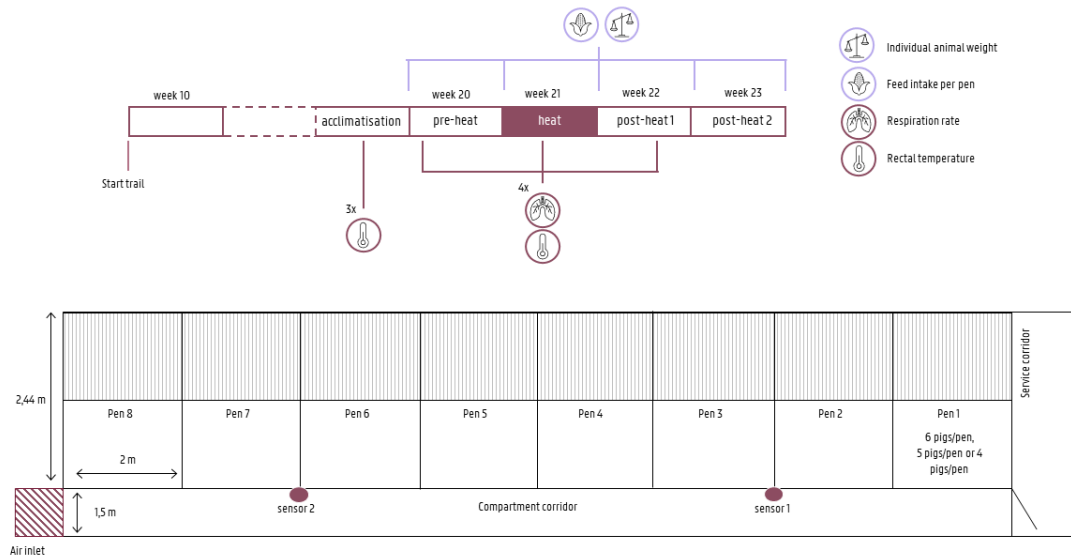 Individual animal weight
Feed intake per pen
Respiration rate
Rectal temperature
week 10
week 20
week 21
week 22
week 23
acclimatisation
pre-heat
heat
post-heat 1
post-heat 2
Start trail
3x
4x
2,44 m
Pen 8
Pen 7
Pen 6
Pen 5
Pen 4
Pen 3
Pen 2
Pen 1
6 pigs/pen,
5 pigs/pen or 4
pigs/pen
Service corridor
2 m
1,5 m
sensor 2
Compartment corridor
sensor 1
Air inlet